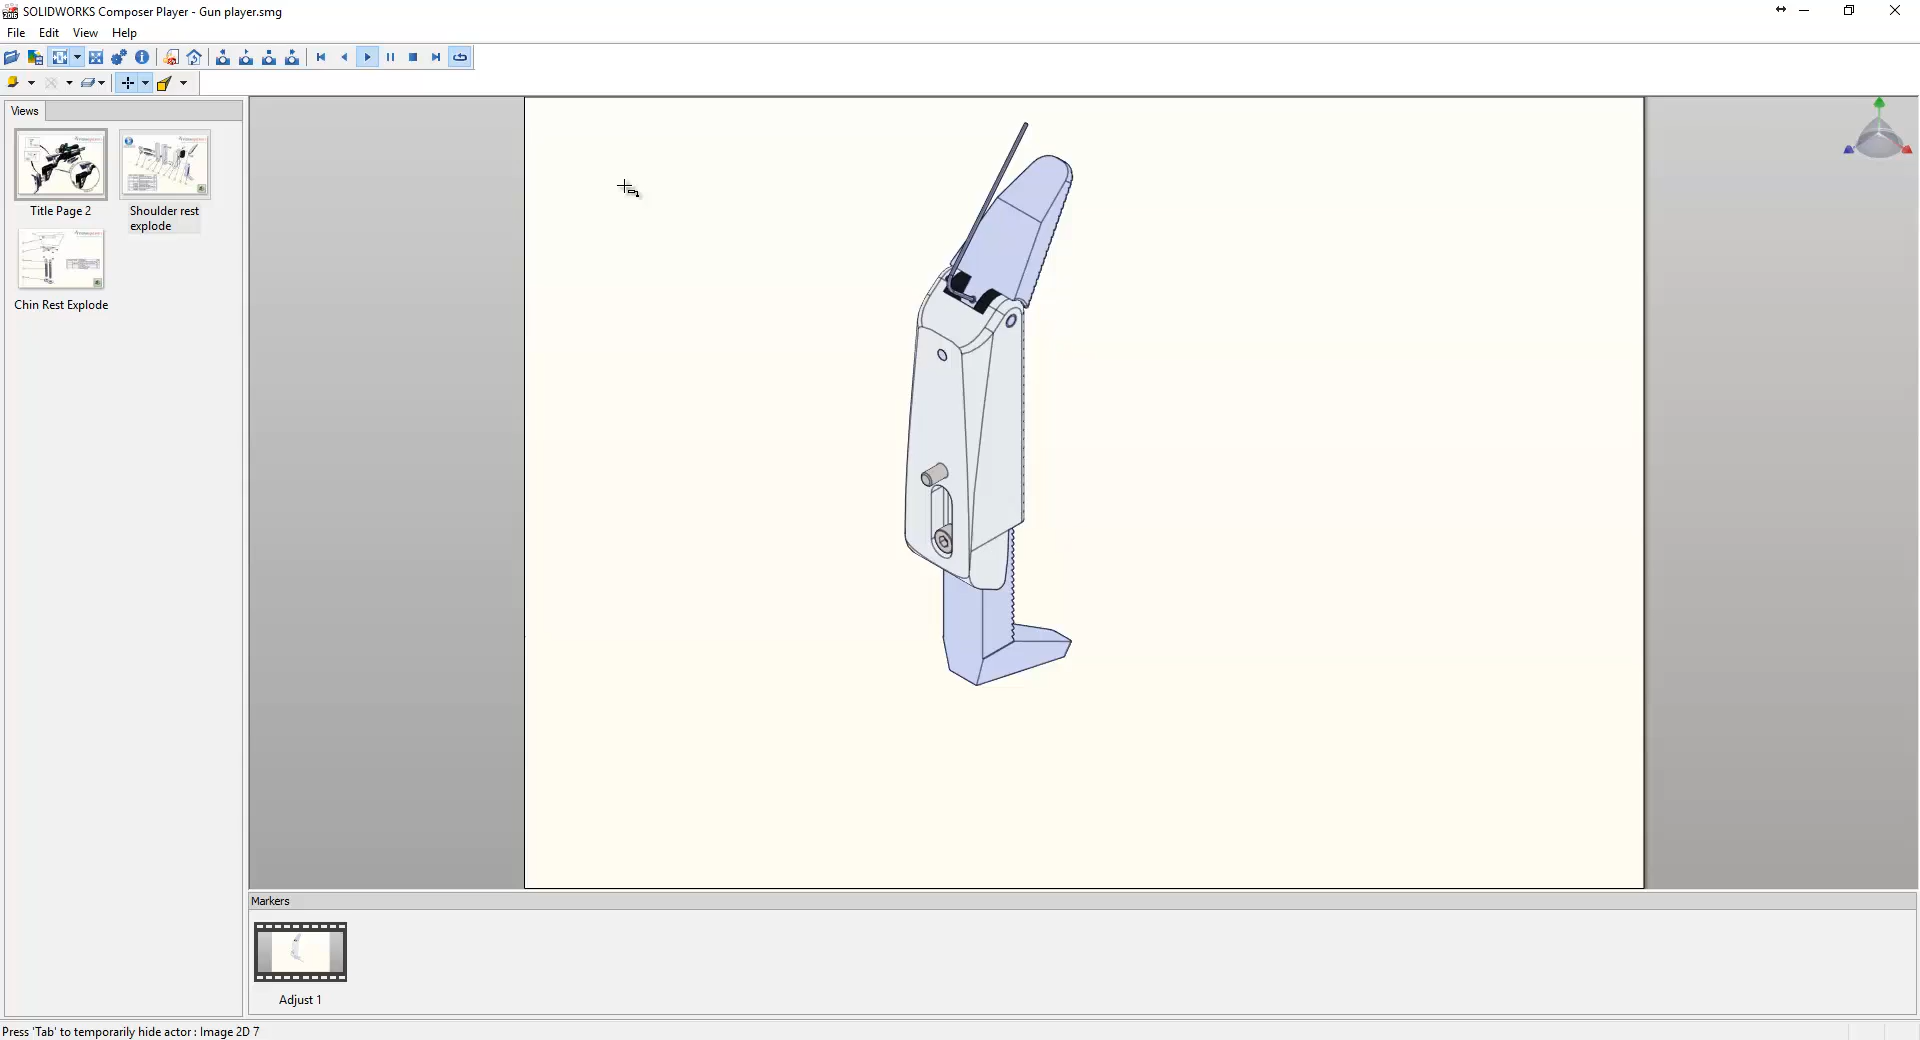 SOLIDWORKS Composer Player - Gun player.smg
File Edit View Help
Views
Title Page 2
Shoulder rest
explode
Chin Rest Explode
Markers
Adjust 1
Press 'Tab' to temporarily hide actor : Image 2D 7